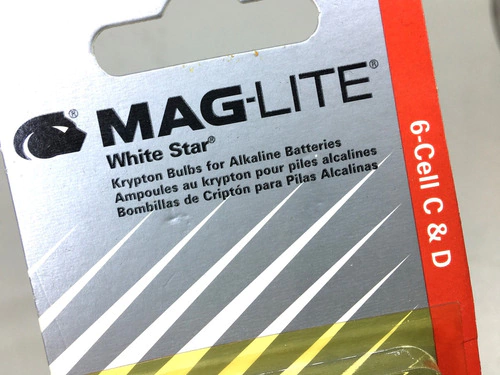 MAG-LITE®
White Star®
Krypton Bulbs for Alkaline Batteries
Ampoules au krypton pour piles alcalines
Bombillas de Criptón para Pilas Alcalinas
6-Cell C & D